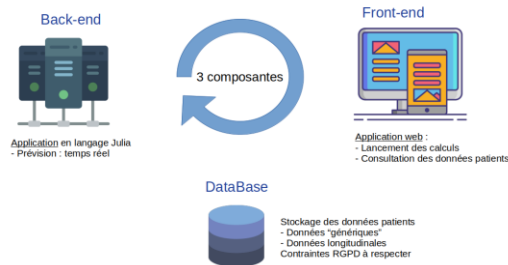 Back-end
Front-end
3 composantes
Application en langage Julia
- Prévision : temps réel
Application web :
- Lancement des calculs
- Consultation des données patients
DataBase
Stockage des données patients
- Données “génériques”
- Données longitudinales
Contraintes RGPD à respecter